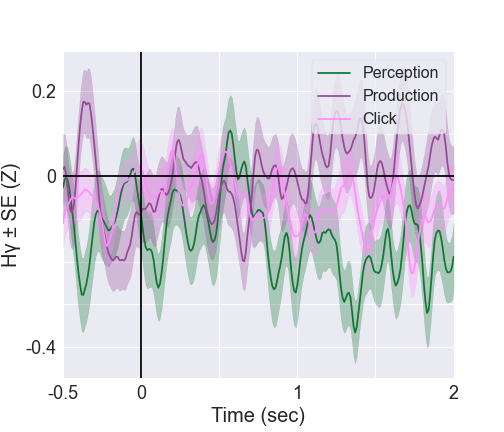 Perception
Production
Click
0.2
0
-0.4
Hγ ± SE (Z)
-0.5
0
1
2
Time (sec)